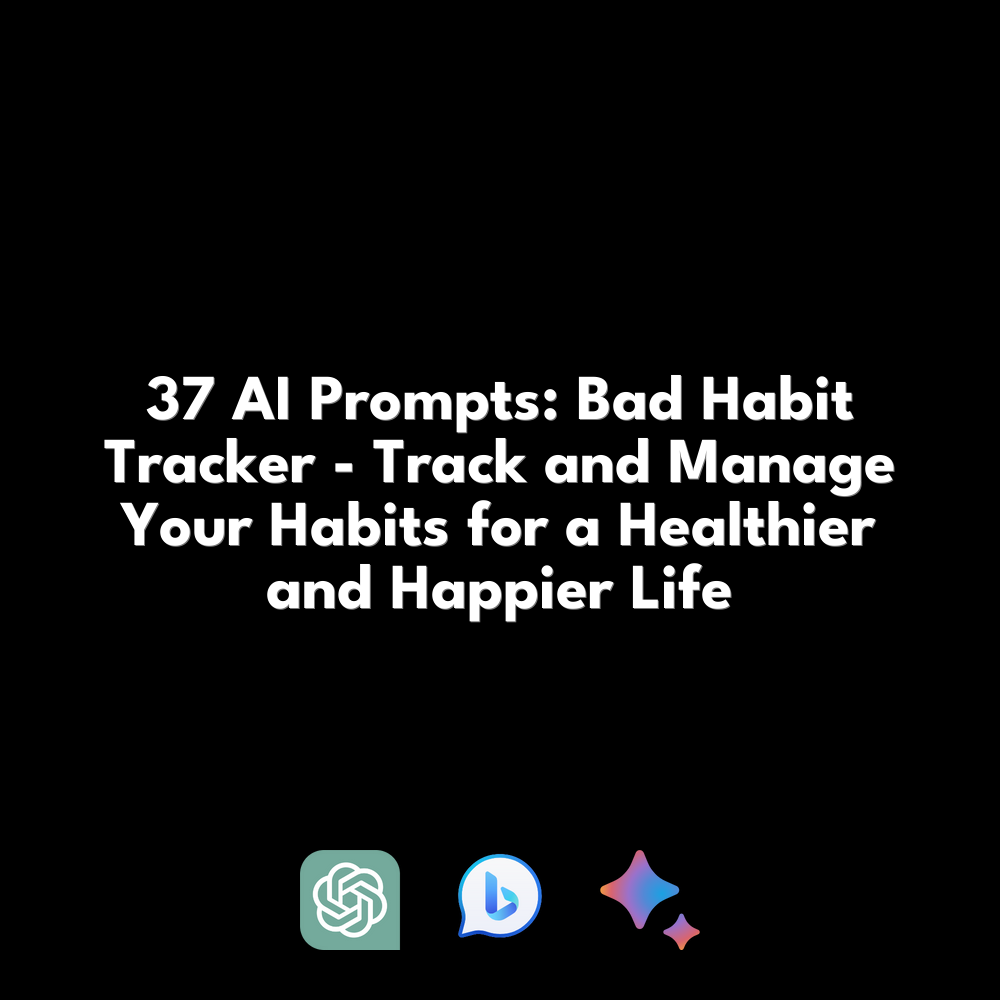 37 AI Prompts: Bad Habit
Tracker - Track and Manage
Your Habits for a Healthier
and Happier Life